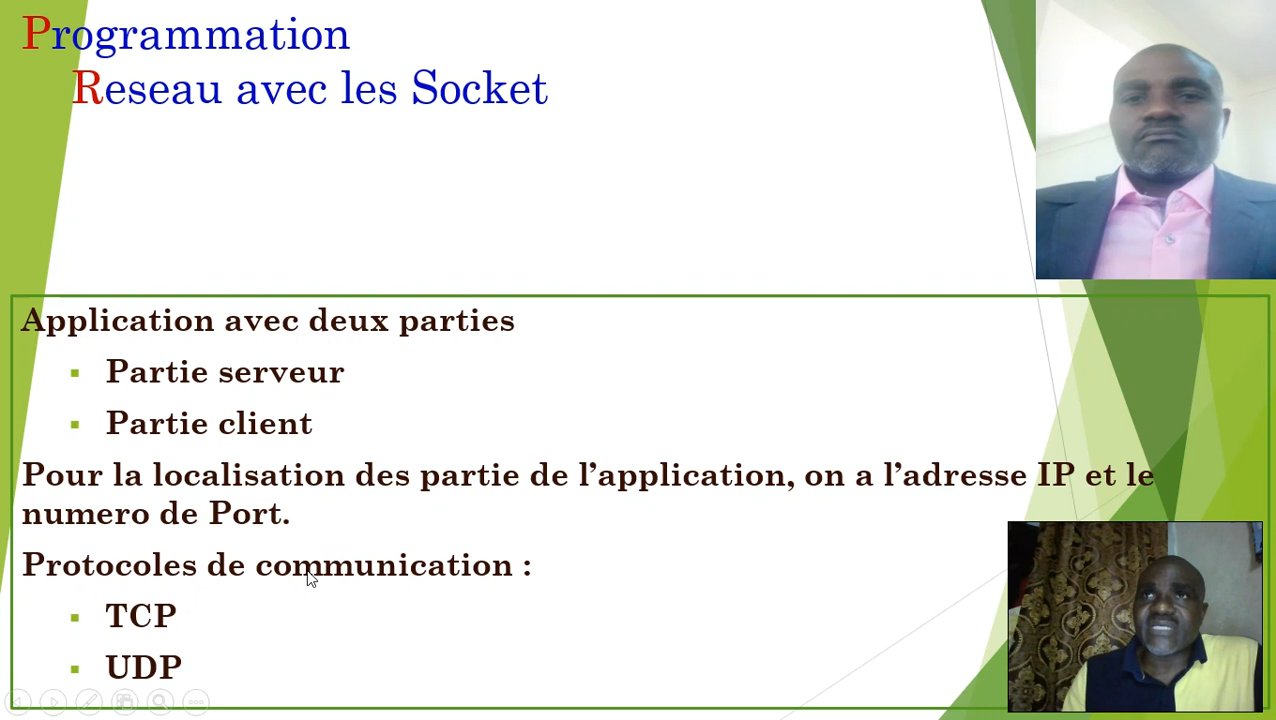 Programmation
Reseau avec les Socket
Application avec deux parties
Partie serveur
Partie client
Pour la localisation des partie de l’application, on a l’adresse IP et le
numero de Port.
Protocoles de communication :
TCP
UDP